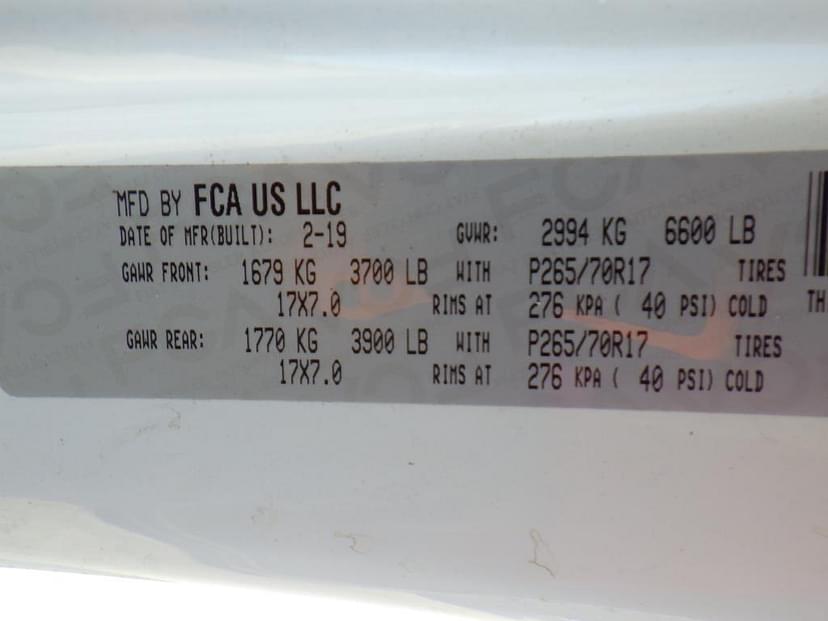 MFD BY FCA US LLC
DATE OF MFR(BUILT): 2-19 GVWR: 2994 KG 6600 LB
GAWR FRONT: 1679 KG 3700 LB WITH P265/70R17 TIRES
17X7.0 RIMS AT 276 KPA ( 40 PSI) COLD TH
GAWR REAR: 1770 KG 3900 LB WITH P265/70R17 TIRES
17X7.0 RIMS AT 276 KPA ( 40 PSI) COLD